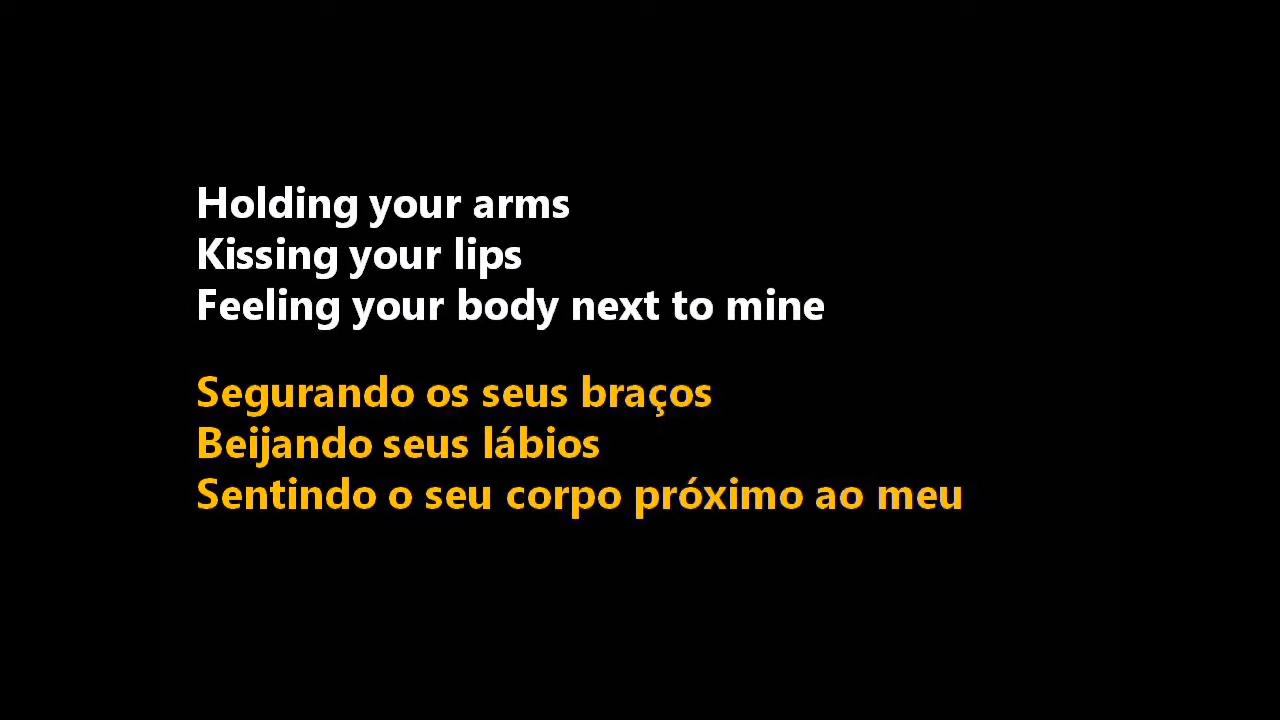 Holding your arms
Kissing your lips
Feeling your body next to mine
Segurando os seus braços
Beijando seus lábios
Sentindo o seu corpo próximo ao meu